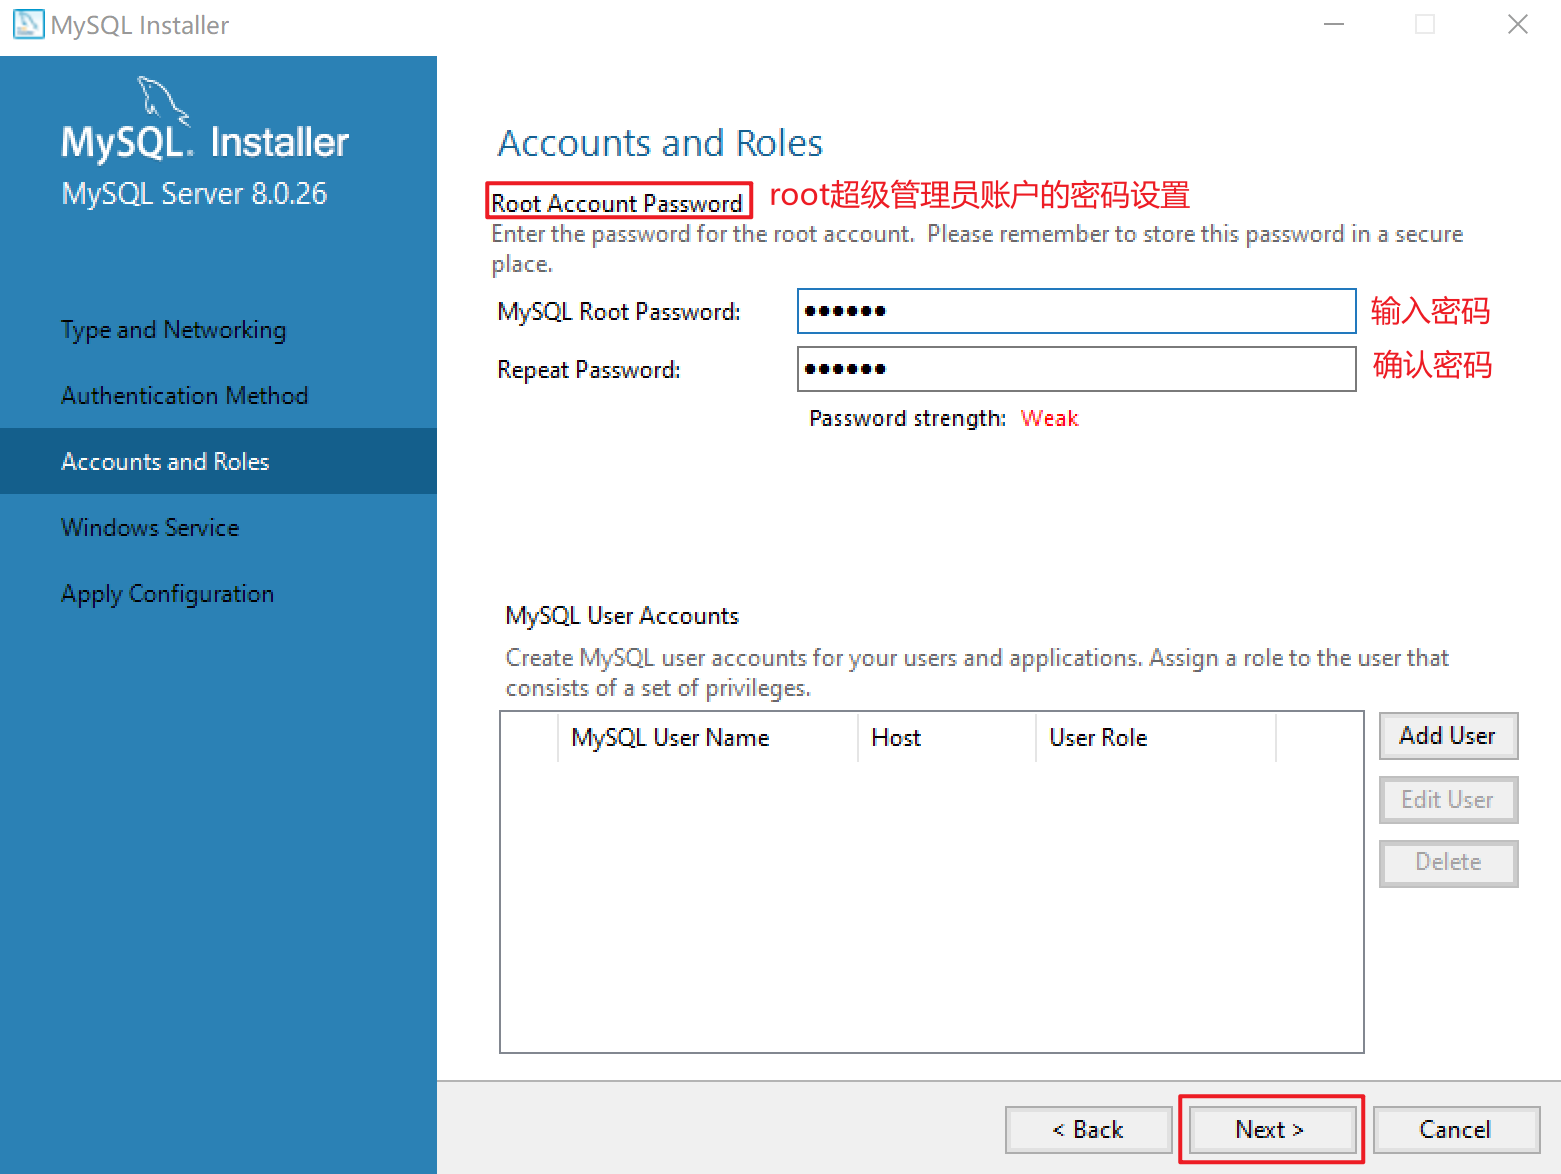 MySQL Installer
MySQL. Installer
MySQL Server 8.0.26
Type and Networking
Authentication Method
Accounts and Roles
Windows Service
Apply Configuration
Accounts and Roles
Root Account Password root超级管理员账户的密码设置
Enter the password for the root account.  Please remember to store this password in a secure
place.
MySQL Root Password: ●●●●●● 输入密码
Repeat Password: ●●●●●● 确认密码
Password strength: Weak
MySQL User Accounts
Create MySQL user accounts for your users and applications. Assign a role to the user that
consists of a set of privileges.
MySQL User Name Host User Role
Add User
Edit User
Delete
< Back Next > Cancel